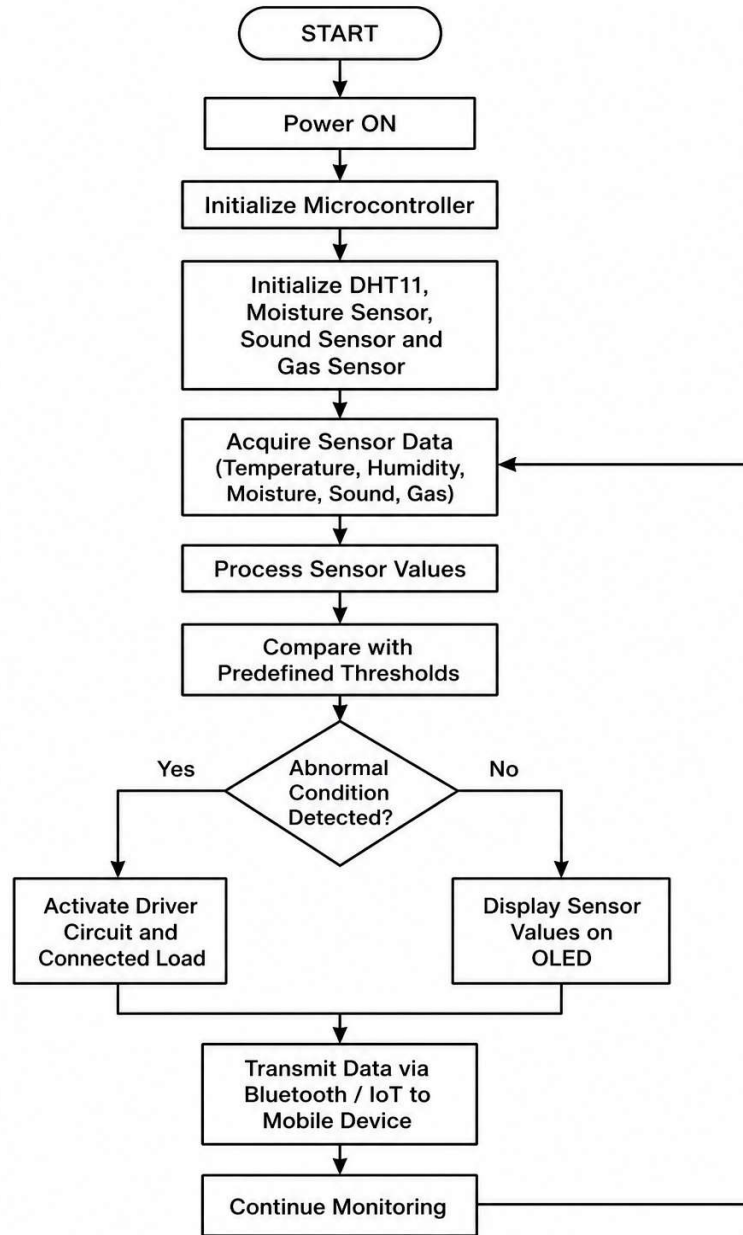 START
Power ON
Initialize Microcontroller
Initialize DHT11,
Moisture Sensor,
Sound Sensor and
Gas Sensor
Acquire Sensor Data
(Temperature, Humidity,
Moisture, Sound, Gas)
Process Sensor Values
Compare with
Predefined Thresholds
Yes
Abnormal
Condition
Detected?
No
Activate Driver
Circuit and
Connected Load
Display Sensor
Values on
OLED
Transmit Data via
Bluetooth / IoT to
Mobile Device
Continue Monitoring